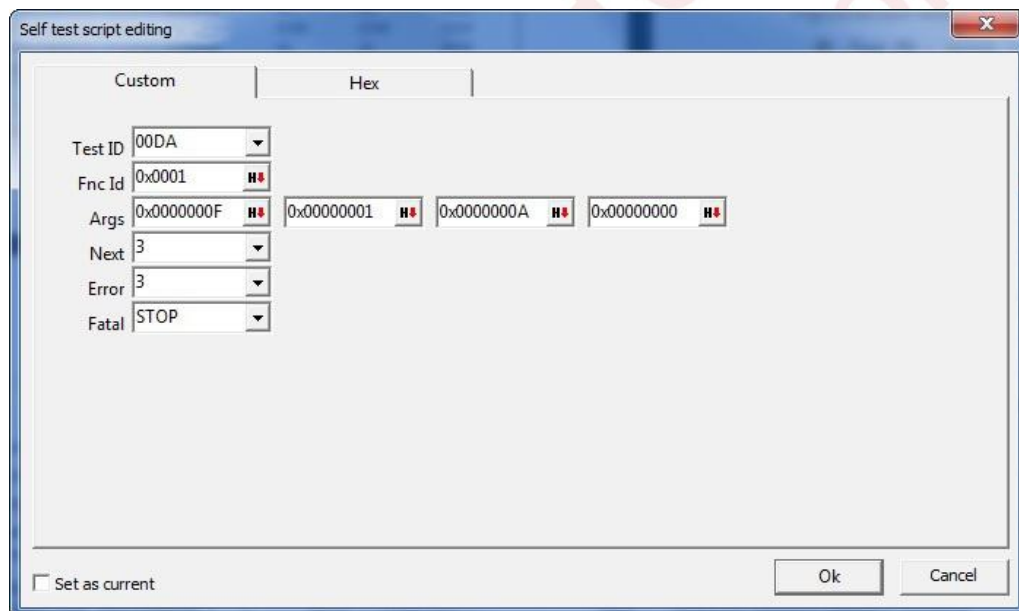 Self test script editing
Custom Hex
Test ID 00DA
Fnc Id 0x0001 H
Args 0x0000000F H 0x00000001 H 0x0000000A H 0x00000000 H
Next 3
Error 3
Fatal STOP
Set as current Ok Cancel